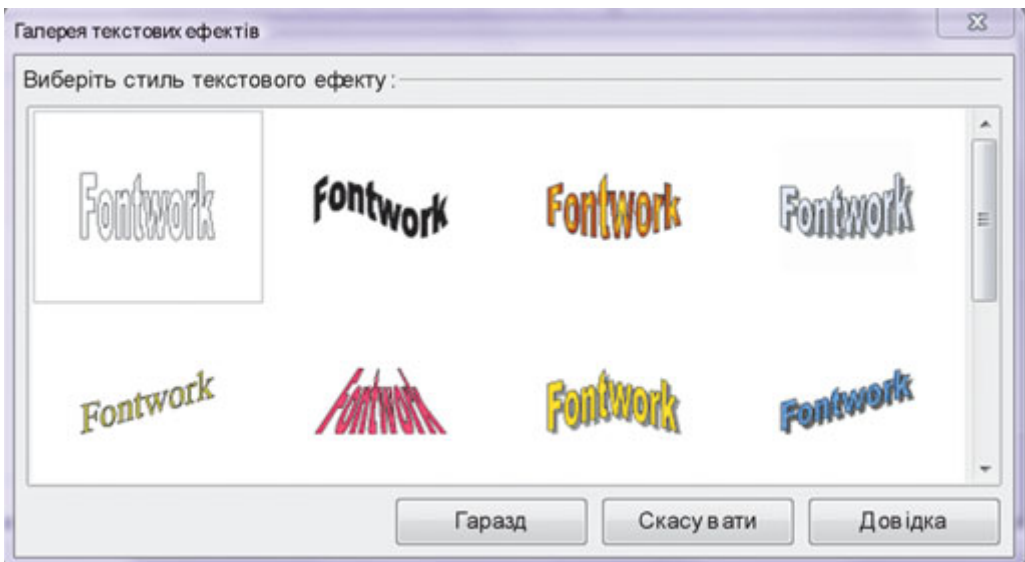 Галерея текстових ефектів
Виберіть стиль текстового ефекту:
Fontwork Fontwork Fontwork Fontwork
Fontwork Fontwork Fontwork Fontwork
Гаразд Скасувати Довідка